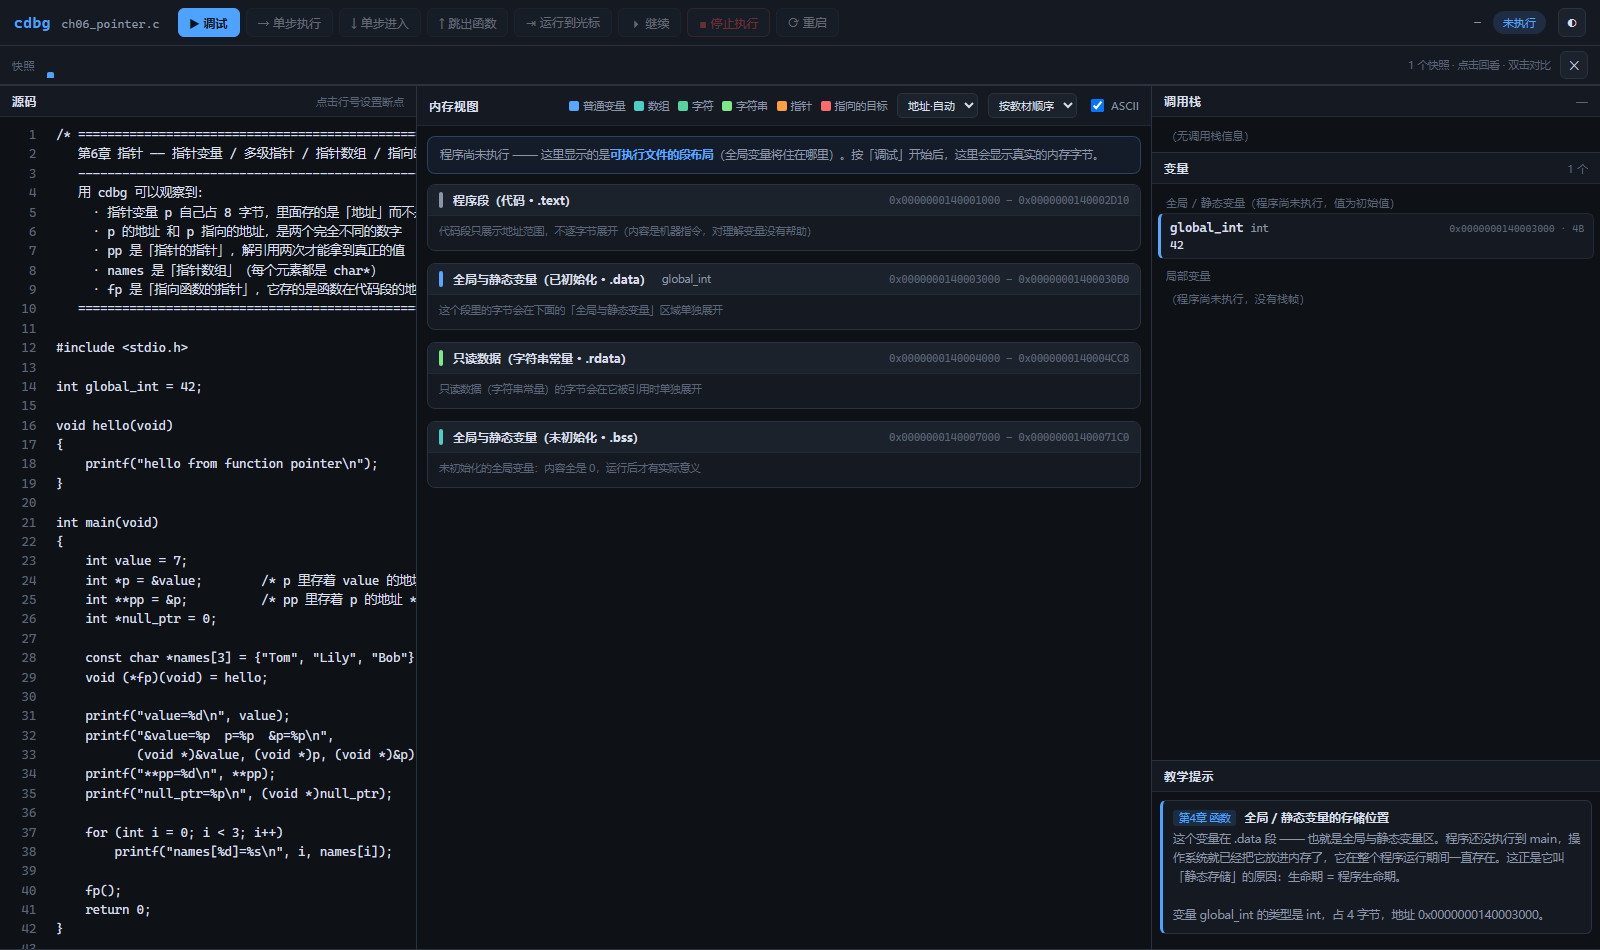 cdbg ch06_pointer.c ▶ 调试 → 单步执行 ↓ 单步进入 ↑ 跳出函数 ⇥ 运行到光标 ⏵ 继续 ■ 停止执行 ⟳ 重启 — 未执行 ◐
快照 1 个快照 · 点击回看 · 双击对比 ✕
源码 点击行号设置断点
1 /* ==============================================
2 第6章 指针 —— 指针变量 / 多级指针 / 指针数组 / 指向函
3 ----------------------------------------------
4 用 cdbg 可以观察到:
5 · 指针变量 p 自己占 8 字节，里面存的是「地址」而不
6 · p 的地址 和 p 指向的地址，是两个完全不同的数字
7 · pp 是「指针的指针」，解引用两次才能拿到真正的值
8 · names 是「指针数组」（每个元素都是 char*）
9 · fp 是「指向函数的指针」，它存的是函数在代码段的地
10 ==============================================
11
12 #include <stdio.h>
13
14 int global_int = 42;
15
16 void hello(void)
17 {
18 printf("hello from function pointer\n");
19 }
20
21 int main(void)
22 {
23 int value = 7;
24 int *p = &value; /* p 里存着 value 的地
25 int **pp = &p; /* pp 里存着 p 的地址 *
26 int *null_ptr = 0;
27
28 const char *names[3] = {"Tom", "Lily", "Bob"}
29 void (*fp)(void) = hello;
30
31 printf("value=%d\n", value);
32 printf("&value=%p  p=%p  &p=%p\n",
33 (void *)&value, (void *)p, (void *)&p)
34 printf("**pp=%d\n", **pp);
35 printf("null_ptr=%p\n", (void *)null_ptr);
36
37 for (int i = 0; i < 3; i++)
38 printf("names[%d]=%s\n", i, names[i]);
39
40 fp();
41 return 0;
42 }
43
内存视图 普通变量 数组 字符 字符串 指针 指向的目标 地址·自动 按教材顺序 ASCII
程序尚未执行 —— 这里显示的是可执行文件的段布局（全局变量将住在哪里）。按「调试」开始后，这里会显示真实的内存字节。
程序段（代码 · .text） 0x0000000140001000 — 0x0000000140002D10
代码段只展示地址范围，不逐字节展开（内容是机器指令，对理解变量没有帮助）
全局与静态变量（已初始化 · .data） global_int 0x0000000140003000 — 0x00000001400030B0
这个段里的字节会在下面的「全局与静态变量」区域单独展开
只读数据（字符串常量 · .rdata） 0x0000000140004000 — 0x0000000140004CC8
只读数据（字符串常量）的字节会在它被引用时单独展开
全局与静态变量（未初始化 · .bss） 0x0000000140007000 — 0x00000001400071C0
未初始化的全局变量：内容全是 0，运行后才有实际意义
调用栈 —
（无调用栈信息）
变量 1 个
全局 / 静态变量（程序尚未执行，值为初始值）
global_int int 0x0000000140003000 · 4B
42
局部变量
（程序尚未执行，没有栈帧）
教学提示
第4章 函数 全局 / 静态变量的存储位置
这个变量在 .data 段 —— 也就是全局与静态变量区。程序还没执行到 main，操
作系统就已经把它放进内存了，它在整个程序运行期间一直存在。这正是它叫
「静态存储」的原因：生命期 = 程序生命期。
变量 global_int 的类型是 int，占 4 字节，地址 0x0000000140003000。